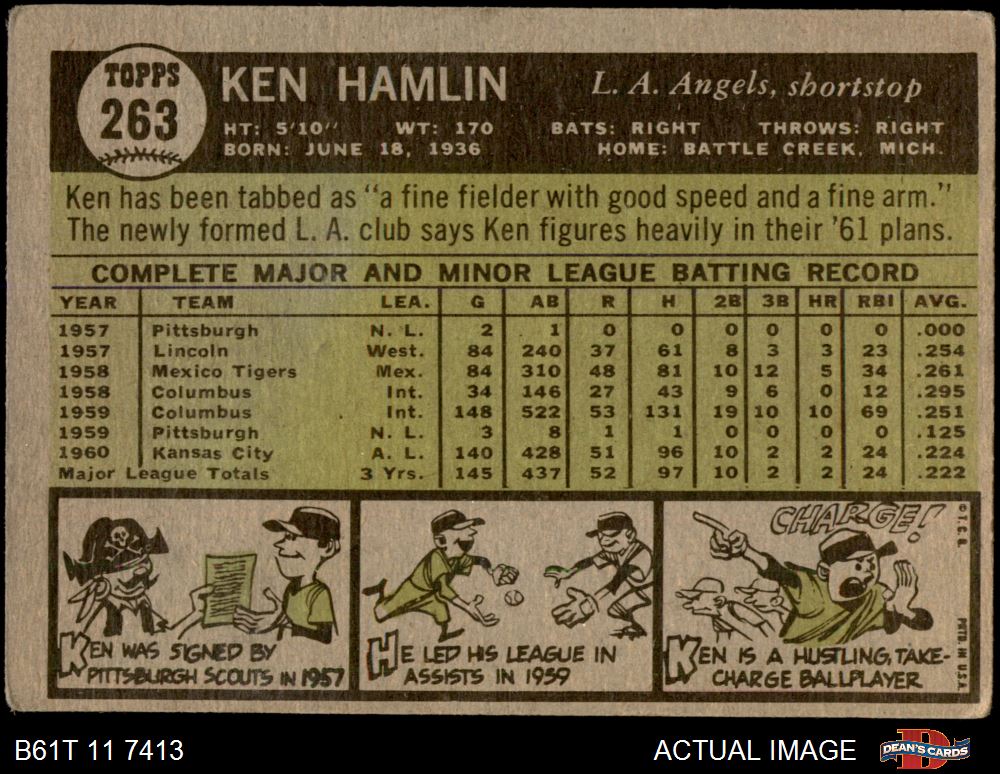 TOPPS
263
KEN HAMLIN
L. A. Angels, shortstop
HT: 5'10" WT: 170 BATS: RIGHT THROWS: RIGHT
BORN: JUNE 18, 1936 HOME: BATTLE CREEK, MICH.
Ken has been tabbed as "a fine fielder with good speed and a fine arm."
The newly formed L. A. club says Ken figures heavily in their '61 plans.
COMPLETE MAJOR AND MINOR LEAGUE BATTING RECORD
YEAR TEAM LEA. G AB R H 2B 3B HR RBI AVG.
1957 Pittsburgh N. L. 2 1 0 0 0 0 0 0 .000
1957 Lincoln West. 84 240 37 61 8 3 3 23 .254
1958 Mexico Tigers Mex. 84 310 48 81 10 12 5 34 .261
1958 Columbus Int. 34 146 27 43 9 6 0 12 .295
1959 Columbus Int. 148 522 53 131 19 10 10 69 .251
1959 Pittsburgh N. L. 3 8 1 1 0 0 0 0 .125
1960 Kansas City A. L. 140 428 51 96 10 2 2 24 .224
Major League Totals 3 Yrs. 145 437 52 97 10 2 2 24 .222
KEN WAS SIGNED BY
PITTSBURGH SCOUTS IN 1957
HE LED HIS LEAGUE IN
ASSISTS IN 1959
CHARGE!
KEN IS A HUSTLING, TAKE-
CHARGE BALLPLAYER
© T. C. G.
PRTD. IN U.S.A.
B61T 11 7413
ACTUAL IMAGE
DEAN'S CARDS